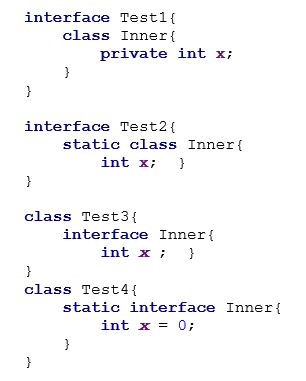 interface Test1{
    class Inner{
        private int x;
    }
}

interface Test2{
    static class Inner{
        int x;  }
}

class Test3{
    interface Inner{
        int x ;  }
}
class Test4{
    static interface Inner{
        int x = 0;
    }
}